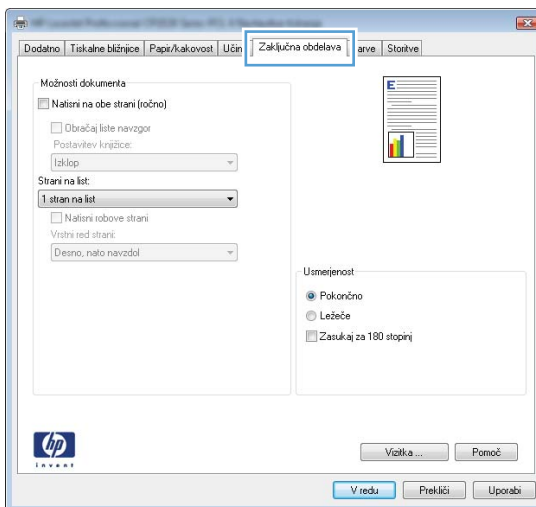 Dodatno Tiskalne bližnjice Papir/kakovost Učin Zaključna obdelava arve Storitve
Možnosti dokumenta
Natisni na obe strani (ročno)
Obračaj liste navzgor
Postavitev knjižice:
Izklop
Strani na list:
1 stran na list
Natisni robove strani
Vrstni red strani:
Desno, nato navzdol
E
Usmerjenost
Pokončno
Ležeče
Zasukaj za 180 stopinj
hp
invent
Vizitka ... Pomoč
V redu Prekliči Uporabi